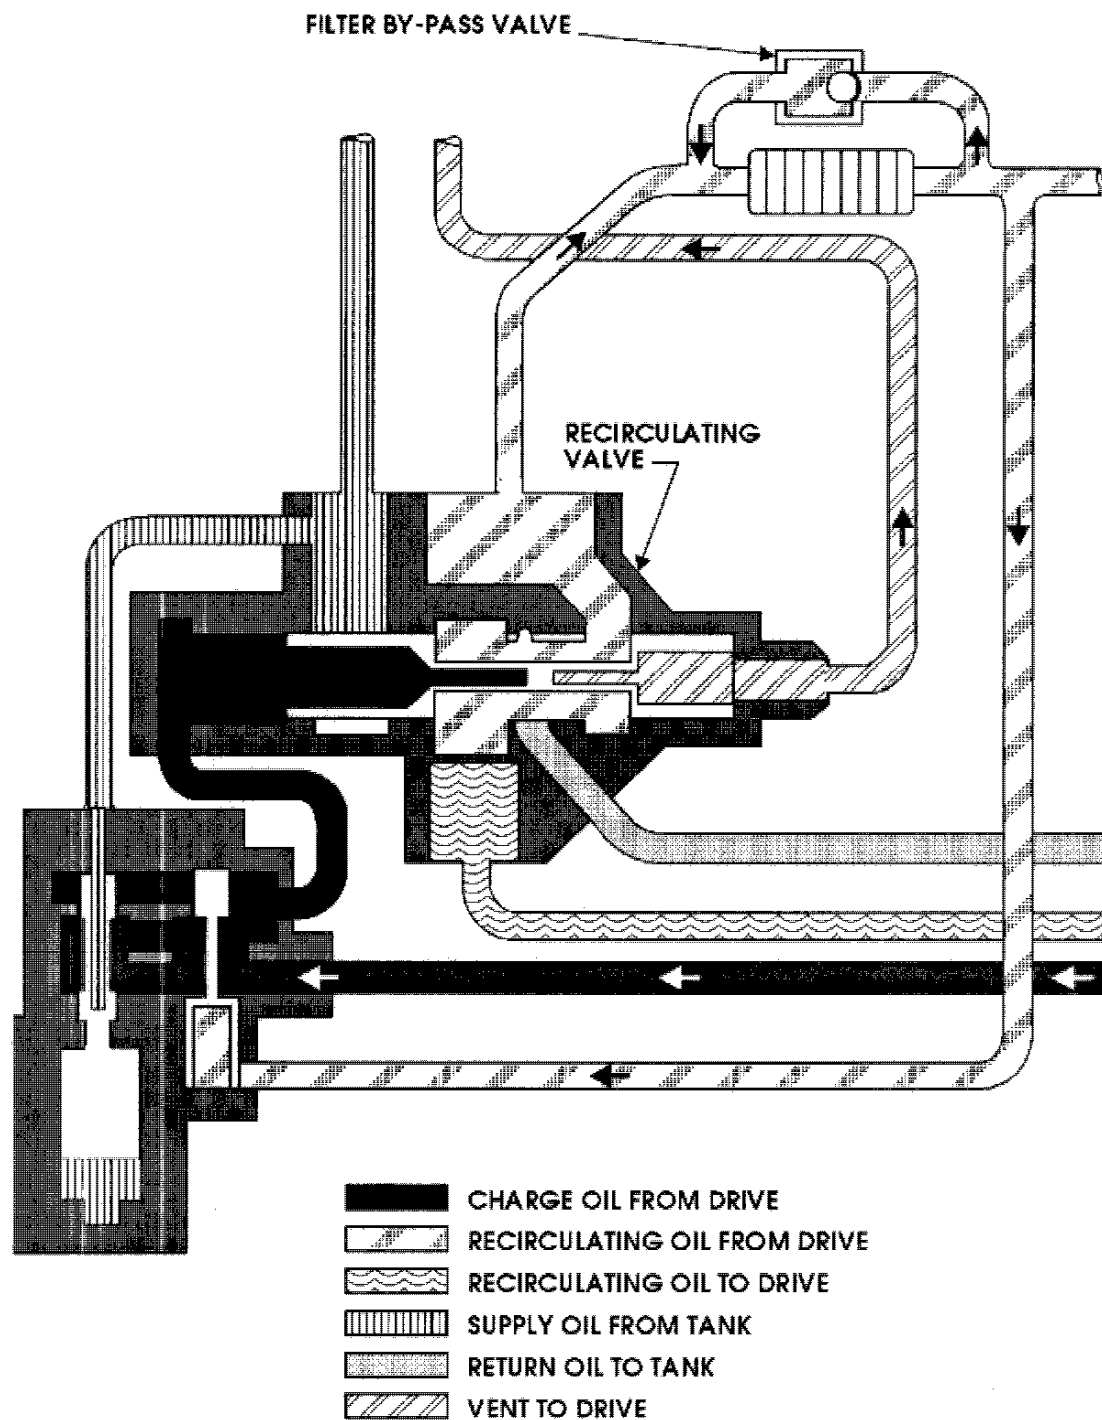 FILTER BY-PASS VALVE
RECIRCULATING
VALVE
CHARGE OIL FROM DRIVE
RECIRCULATING OIL FROM DRIVE
RECIRCULATING OIL TO DRIVE
SUPPLY OIL FROM TANK
RETURN OIL TO TANK
VENT TO DRIVE